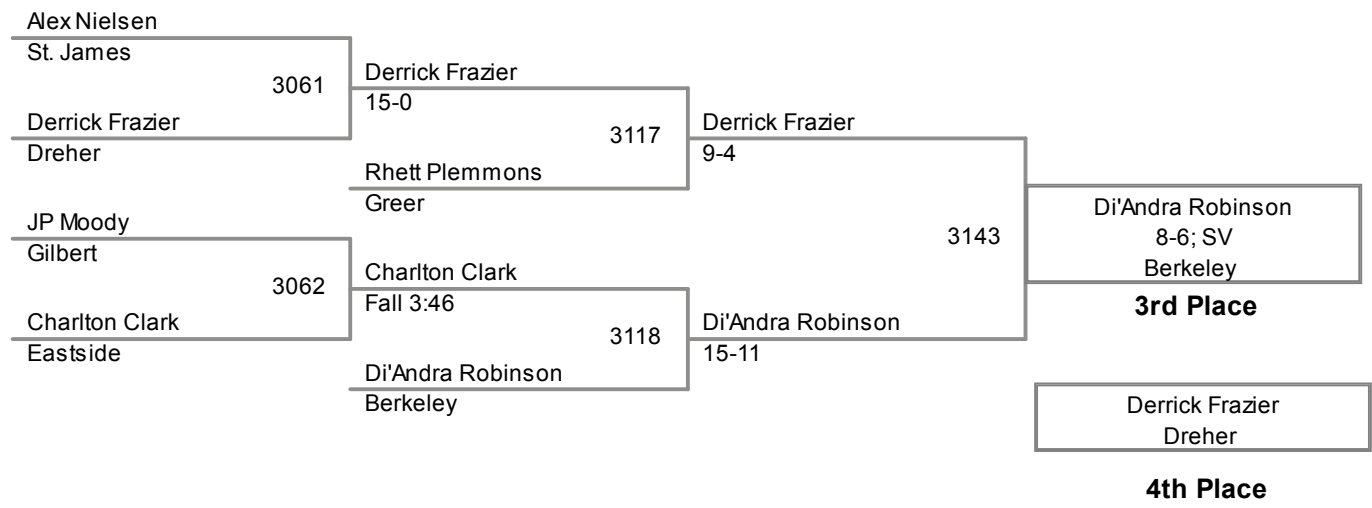 Alex Nielsen
St. James
3061
Derrick Frazier
Dreher
JP Moody
Gilbert
3062
Charlton Clark
Eastside
Derrick Frazier
15-0
3117
Rhett Plemmons
Greer
Charlton Clark
Fall 3:46
3118
Di'Andra Robinson
Berkeley
Derrick Frazier
9-4
3143
Di'Andra Robinson
15-11
Di'Andra Robinson
8-6; SV
Berkeley
3rd Place
Derrick Frazier
Dreher
4th Place